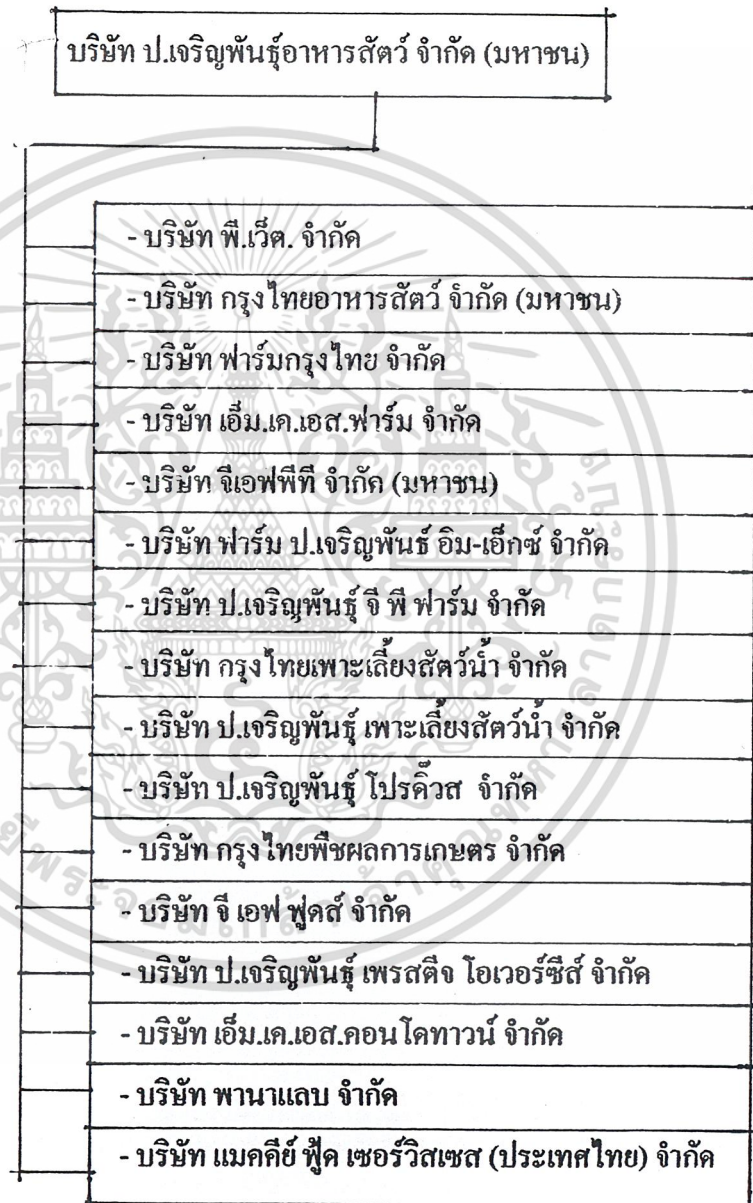 บริษัท ป.เจริญพันธุ์อาหารสัตว์ จำกัด (มหาชน)
- บริษัท พี.เว็ต. จำกัด
- บริษัท กรุงไทยอาหารสัตว์ จำกัด (มหาชน)
- บริษัท ฟาร์มกรุงไทย จำกัด
- บริษัท เอ็ม.เค.เอส.ฟาร์ม จำกัด
- บริษัท จีเอฟพีที จำกัด (มหาชน)
- บริษัท ฟาร์ม ป.เจริญพันธ์ อิม-เอ็กซ์ จำกัด
- บริษัท ป.เจริญพันธุ์ จี พี ฟาร์ม จำกัด
- บริษัท กรุงไทยเพาะเลี้ยงสัตว์น้ำ จำกัด
- บริษัท ป.เจริญพันธุ์ เพาะเลี้ยงสัตว์น้ำ จำกัด
- บริษัท ป.เจริญพันธุ์ โปรดิ๊วส จำกัด
- บริษัท กรุงไทยพืชผลการเกษตร จำกัด
- บริษัท จี เอฟ ฟูดส์ จำกัด
- บริษัท ป.เจริญพันธุ์ เพรสตีจ โอเวอร์ซีส์ จำกัด
- บริษัท เอ็ม.เค.เอส.คอนโดทาวน์ จำกัด
- บริษัท พานาแลบ จำกัด
- บริษัท แมคคีย์ ฟู้ด เซอร์วิสเซส (ประเทศไทย) จำกัด